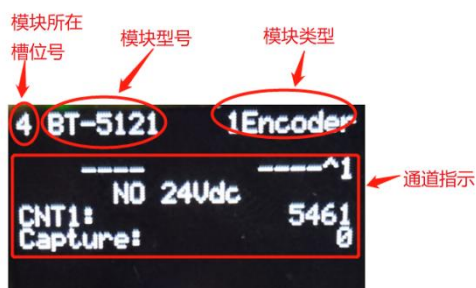 模块所在
槽位号
模块型号
模块类型
4 BT-5121 1Encoder
---- ----^1
NO 24Vdc
CNT1: 5461
Capture: 0
通道指示